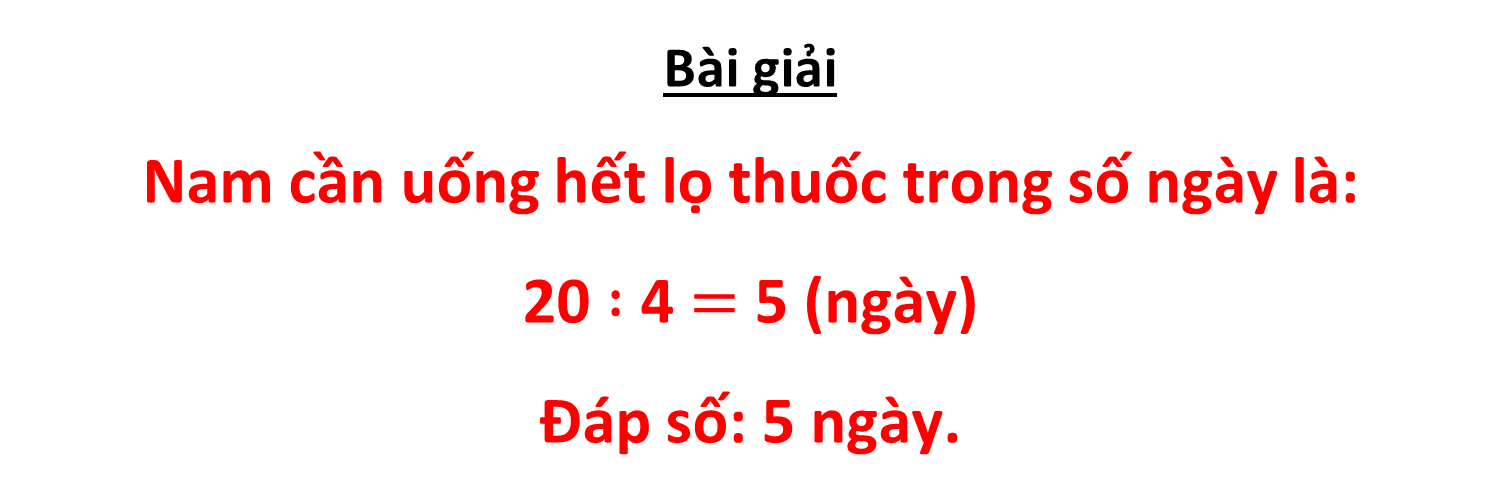 Bài giải
Nam cần uống hết lọ thuốc trong số ngày là:
20 : 4 = 5 (ngày)
Đáp số: 5 ngày.